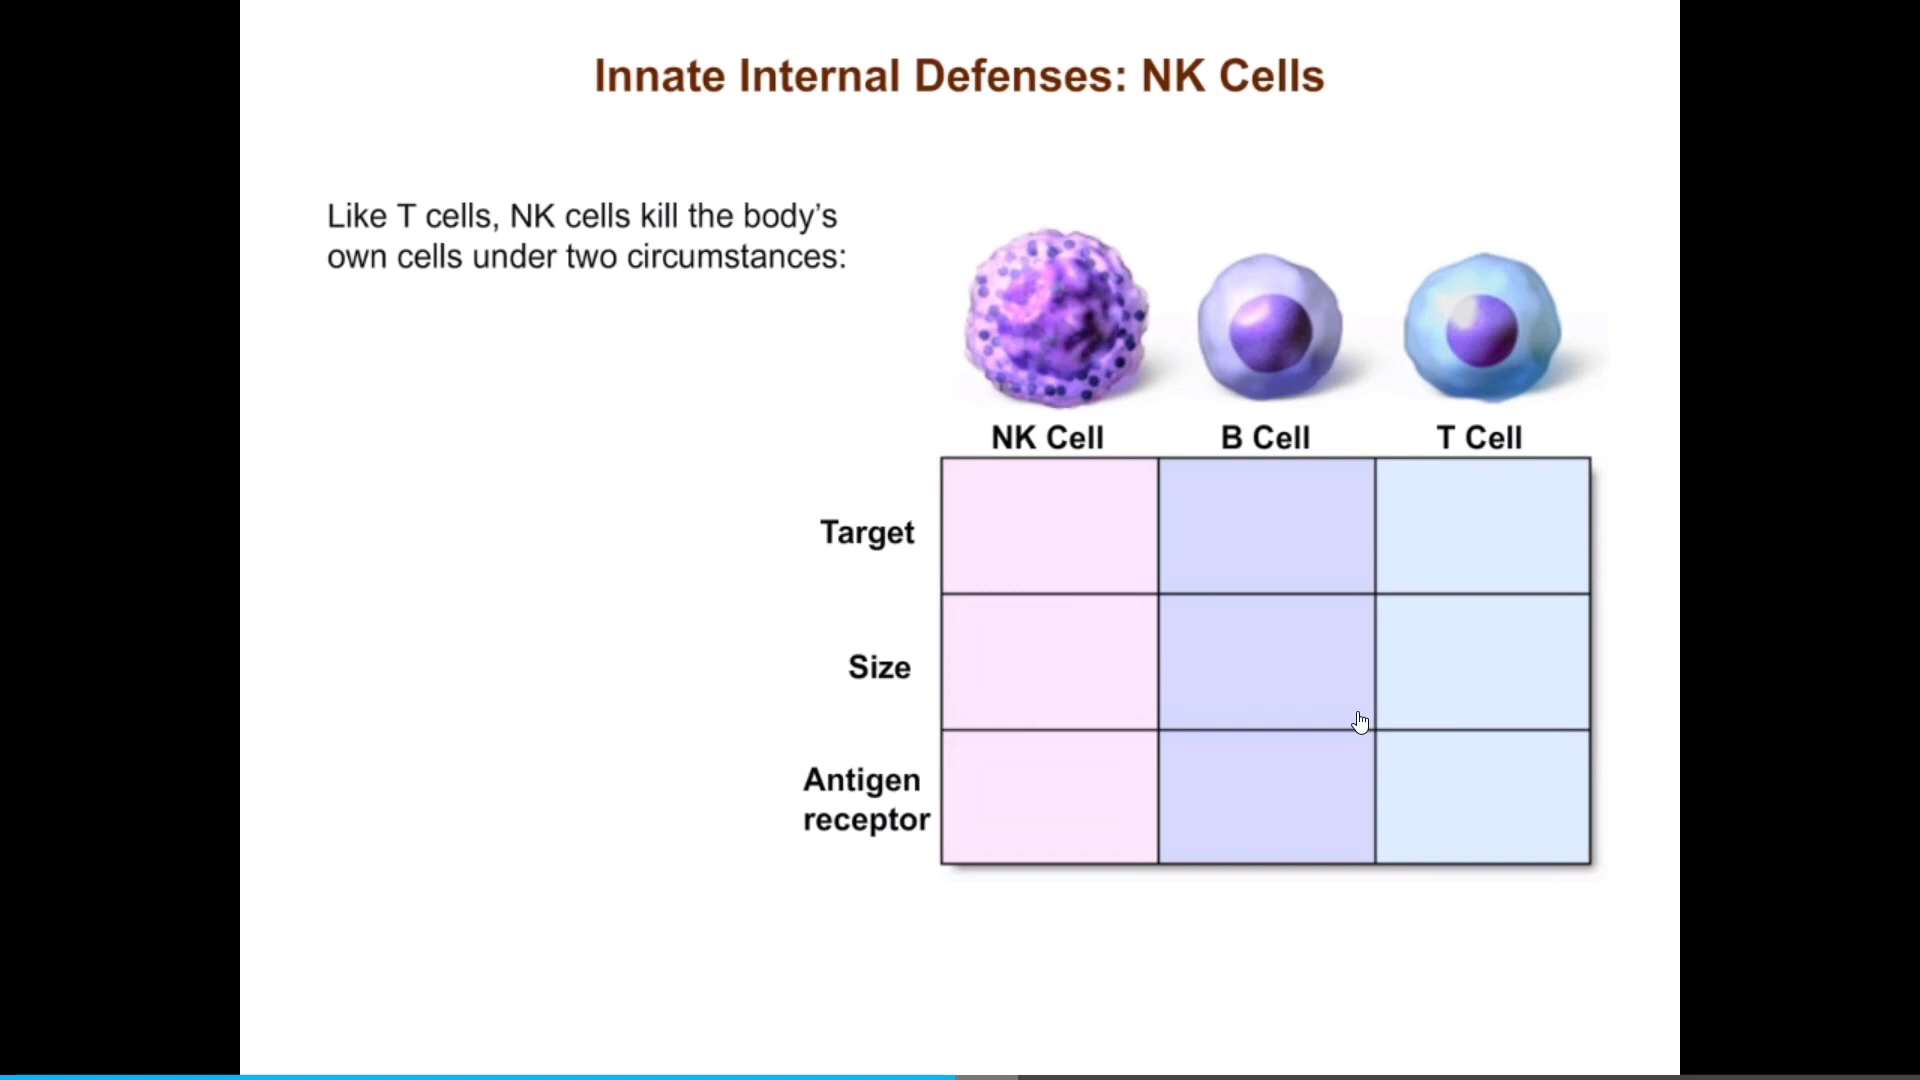 Innate Internal Defenses: NK Cells
Like T cells, NK cells kill the body’s
own cells under two circumstances:
NK Cell B Cell T Cell
Target
Size
Antigen
receptor